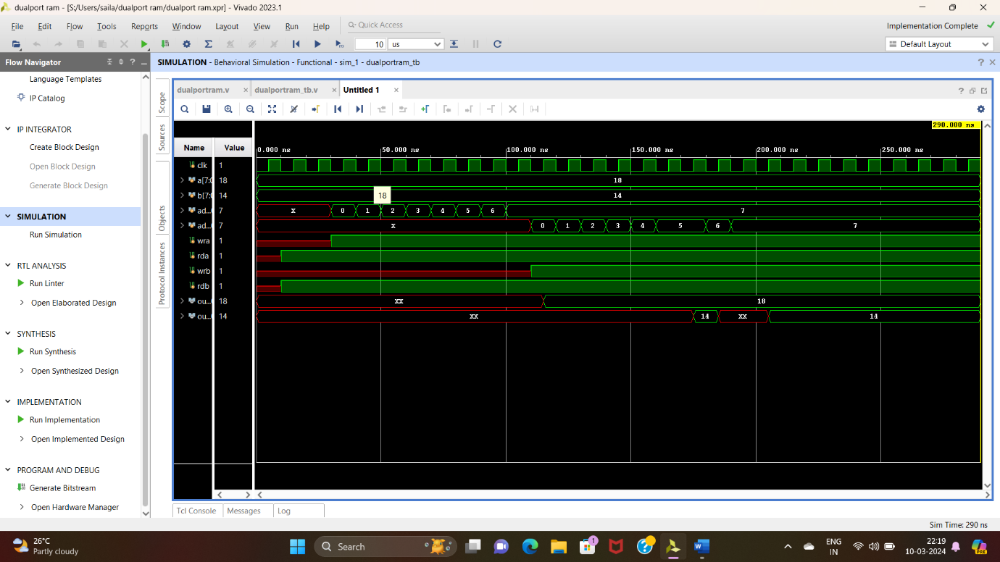 dualport ram - [S:/Users/saila/dualport ram/dualport ram.xpr] - Vivado 2023.1
File Edit Flow Tools Reports Window Layout View Run Help Quick Access
Implementation Complete
10 us
Default Layout
Flow Navigator
SIMULATION - Behavioral Simulation - Functional - sim_1 - dualportram_tb
Language Templates
IP Catalog
IP INTEGRATOR
Create Block Design
Open Block Design
Generate Block Design
SIMULATION
Run Simulation
RTL ANALYSIS
Run Linter
Open Elaborated Design
SYNTHESIS
Run Synthesis
Open Synthesized Design
IMPLEMENTATION
Run Implementation
Open Implemented Design
PROGRAM AND DEBUG
Generate Bitstream
Open Hardware Manager
Scope
Sources
Objects
Protocol Instances
dualportram.v dualportram_tb.v Untitled 1
290.000 ns
Name Value
0.000 ns 50.000 ns 100.000 ns 150.000 ns 200.000 ns 250.000 ns
clk 1
a[7:0 18 18
b[7:0 14 14
18
ad...0 7 X 0 1 2 3 4 5 6 7
ad...0 7 X 0 1 2 3 4 5 6 7
wra 1
rda 1
wrb 1
rdb 1
ou...0 18 XX 18
ou...0 14 XX 14 XX 14
Tcl Console Messages Log
Sim Time: 290 ns
26°C
Partly cloudy
Search
1
ENG
IN
22:19
10-03-2024
PRE